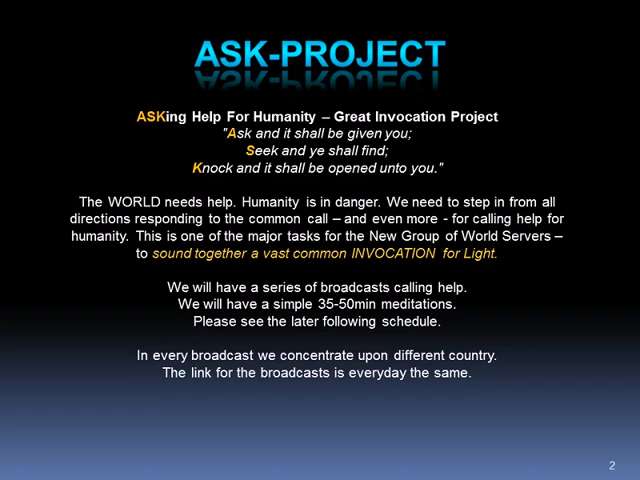 ASK-PROJECT
ASKing Help For Humanity – Great Invocation Project
"Ask and it shall be given you;
Seek and ye shall find;
Knock and it shall be opened unto you."
The WORLD needs help. Humanity is in danger. We need to step in from all
directions responding to the common call – and even more - for calling help for
humanity. This is one of the major tasks for the New Group of World Servers –
to sound together a vast common INVOCATION for Light.
We will have a series of broadcasts calling help.
We will have a simple 35-50min meditations.
Please see the later following schedule.
In every broadcast we concentrate upon different country.
The link for the broadcasts is everyday the same.
2